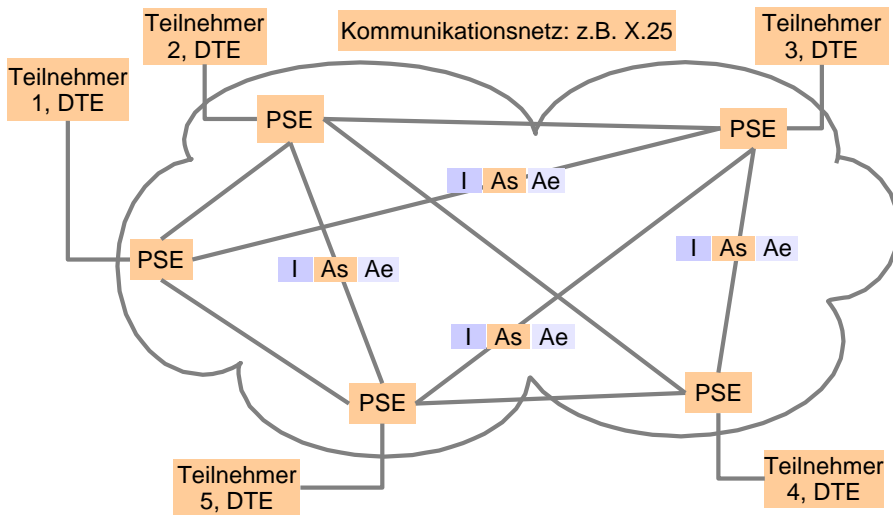 Teilnehmer
2, DTE
Kommunikationsnetz: z.B. X.25
Teilnehmer
3, DTE
Teilnehmer
1, DTE
PSE
PSE
I As Ae
PSE
I As Ae
I As Ae
I As Ae
PSE
PSE
Teilnehmer
5, DTE
Teilnehmer
4, DTE